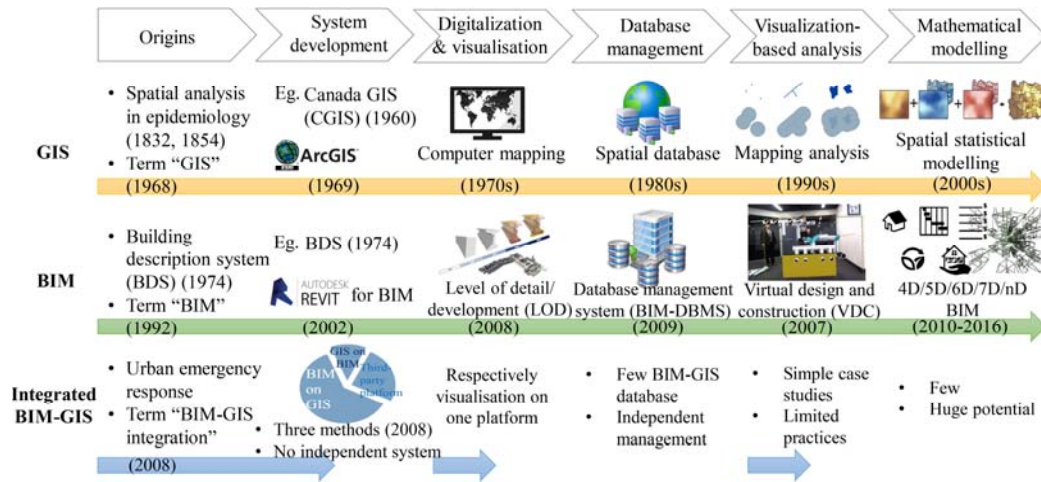 Origins
System
development
Digitalization
& visualisation
Database
management
Visualization-
based analysis
Mathematical
modelling
GIS
• Spatial analysis
in epidemiology
(1832, 1854)
• Term “GIS”
(1968)
Eg. Canada GIS
(CGIS) (1960)
ArcGIS
(1969)
Computer mapping
(1970s)
Spatial database
(1980s)
Mapping analysis
(1990s)
Spatial statistical
modelling
(2000s)
BIM
• Building
description system
(BDS) (1974)
• Term “BIM”
(1992)
Eg. BDS (1974)
AUTODESK
REVIT for BIM
(2002)
Level of detail/
development (LOD)
(2008)
Database management
system (BIM-DBMS)
(2009)
Virtual design and
construction (VDC)
(2007)
4D/5D/6D/7D/nD
BIM
(2010-2016)
Integrated
BIM-GIS
• Urban emergency
response
• Term “BIM-GIS
integration”
(2008)
GIS on
BIM
BIM
on
GIS
Third-
party
platform
• Three methods (2008)
• No independent system
Respectively
visualisation on
one platform
• Few BIM-GIS
database
• Independent
management
• Simple case
studies
• Limited
practices
• Few
• Huge potential